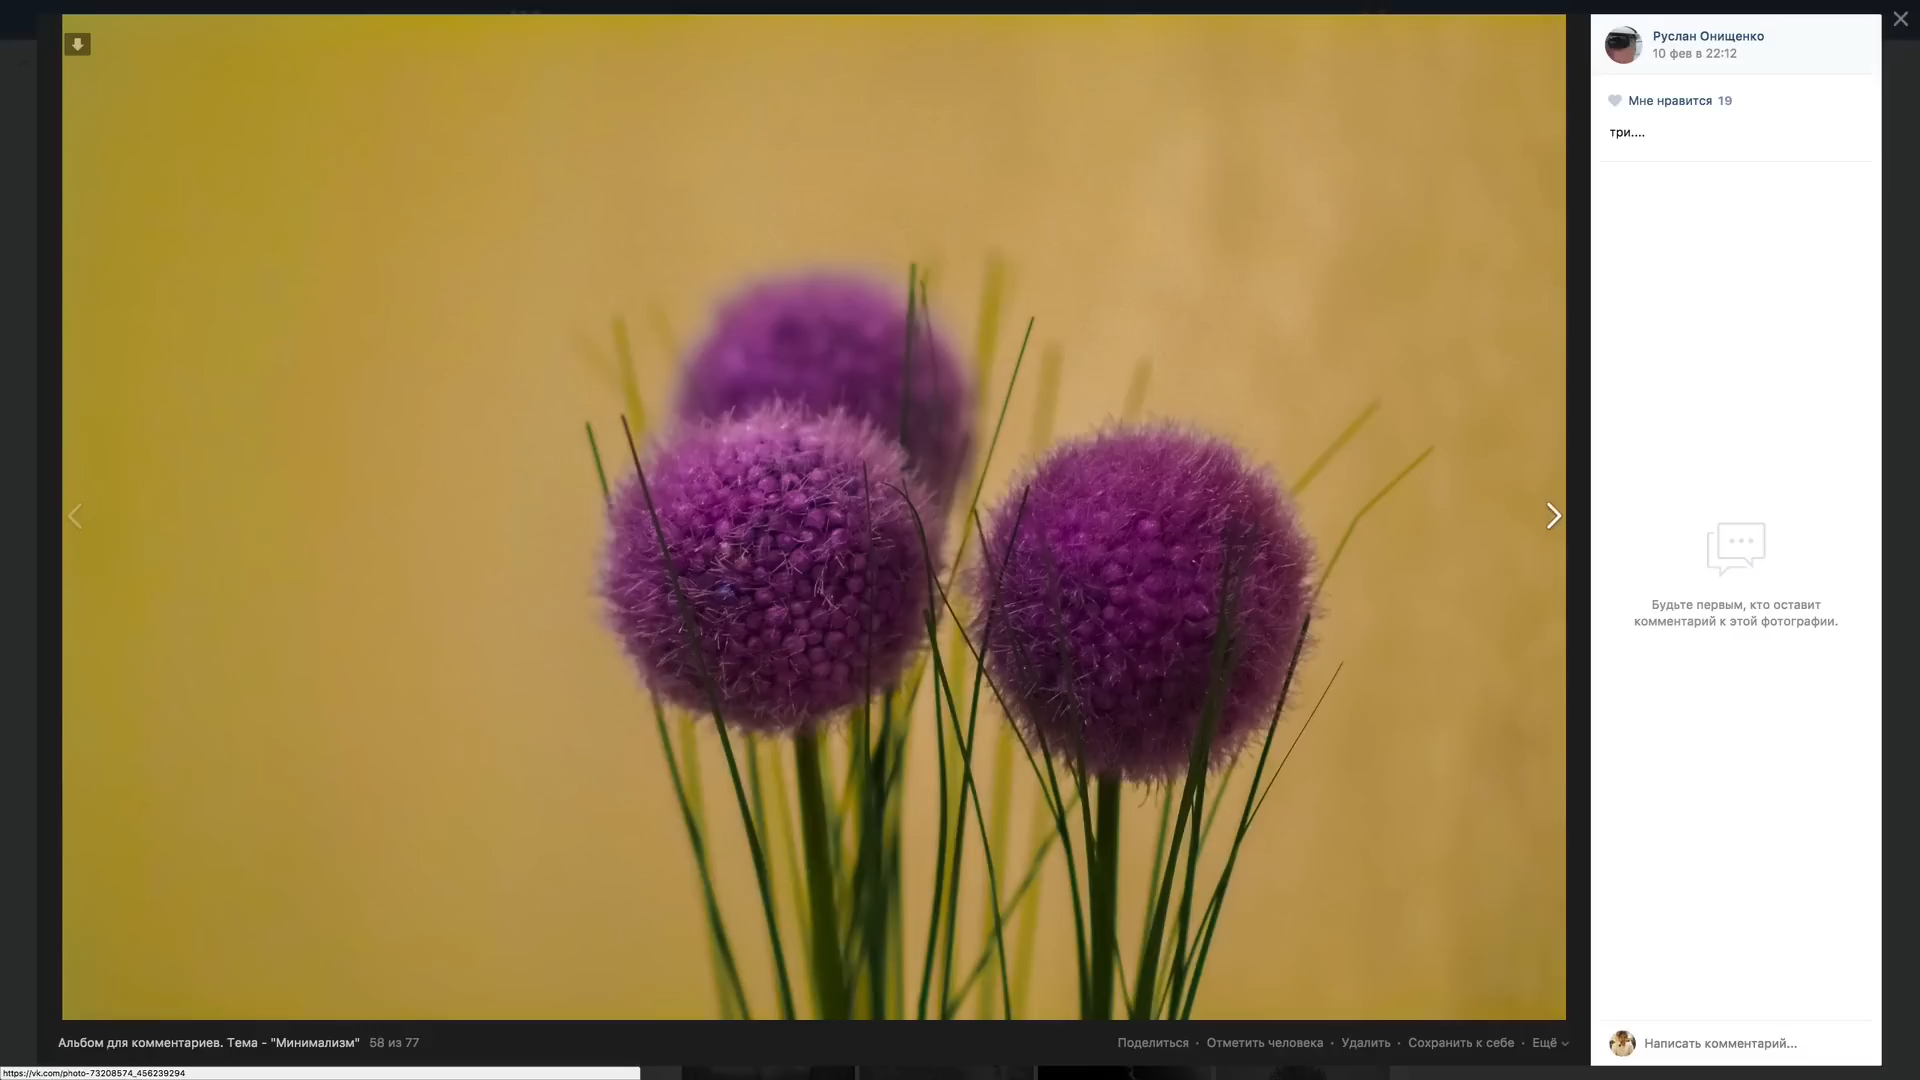 Руслан Онищенко
10 фев в 22:12
Мне нравится 19
три....
Будьте первым, кто оставит
комментарий к этой фотографии.
Альбом для комментариев. Тема - "Минимализм" 58 из 77
Поделиться · Отметить человека · Удалить · Сохранить к себе · Ещё
Написать комментарий...
https://vk.com/photo-73208574_456239294